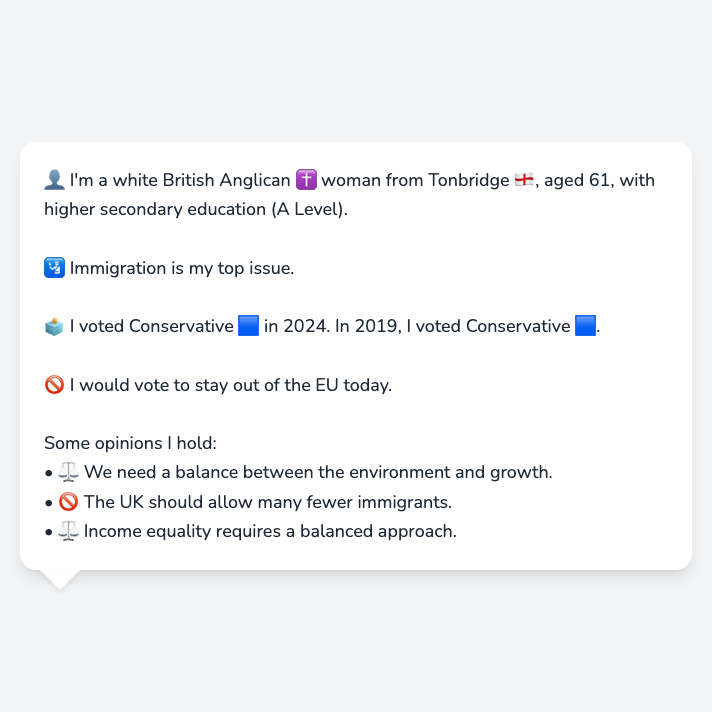 👤 I'm a white British Anglican ✝️ woman from Tonbridge 🏴󠁧󠁢󠁥󠁮󠁧󠁿, aged 61, with
higher secondary education (A Level).
🛂 Immigration is my top issue.
🗳️ I voted Conservative 🟦 in 2024. In 2019, I voted Conservative 🟦.
🚫 I would vote to stay out of the EU today.
Some opinions I hold:
• ⚖️ We need a balance between the environment and growth.
• 🚫 The UK should allow many fewer immigrants.
• ⚖️ Income equality requires a balanced approach.